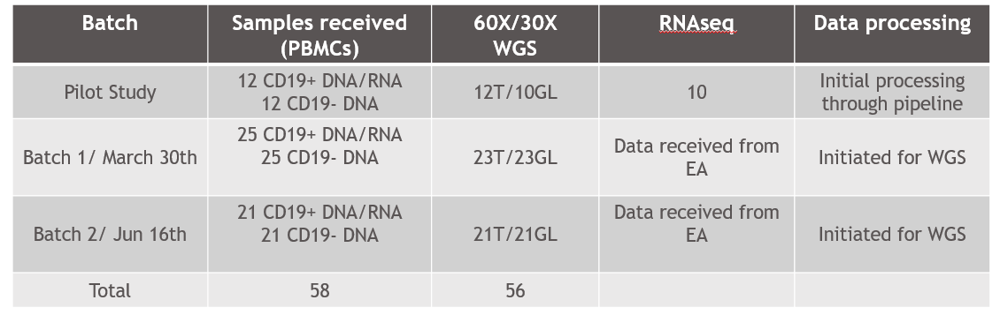 Batch
Samples received
(PBMCs)
60X/30X
WGS
RNAseq
Data processing
Pilot Study
12 CD19+ DNA/RNA
12 CD19- DNA
12T/10GL
10
Initial processing
through pipeline
Batch 1/ March 30th
25 CD19+ DNA/RNA
25 CD19- DNA
23T/23GL
Data received from
EA
Initiated for WGS
Batch 2/ Jun 16th
21 CD19+ DNA/RNA
21 CD19- DNA
21T/21GL
Data received from
EA
Initiated for WGS
Total
58
56